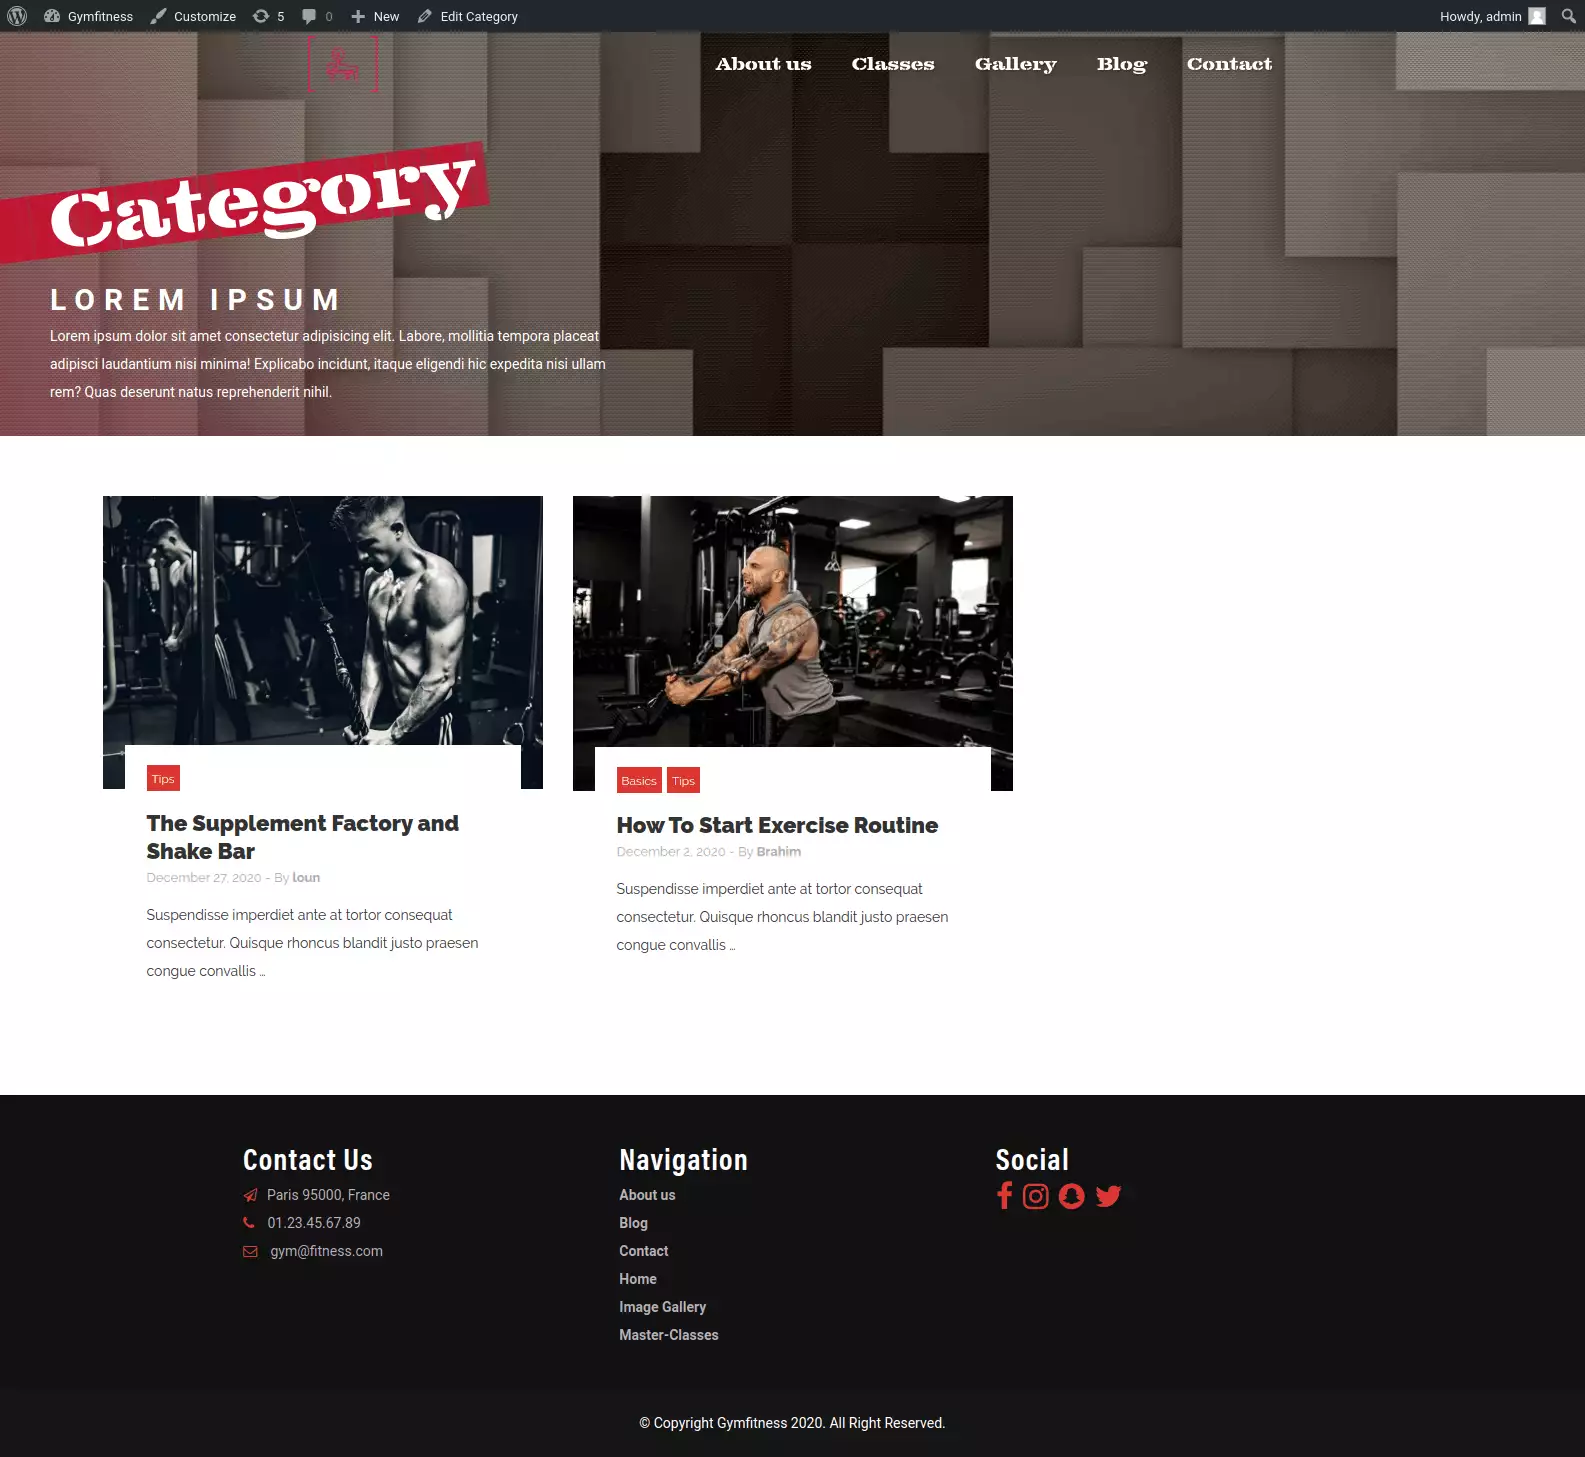 Gymfitness Customize 5 0 New Edit Category Howdy, admin
About us Classes Gallery Blog Contact
Category
LOREM IPSUM
Lorem ipsum dolor sit amet consectetur adipisicing elit. Labore, mollitia tempora placeat
adipisci laudantium nisi minima! Explicabo incidunt, itaque eligendi hic expedita nisi ullam
rem? Quas deserunt natus reprehenderit nihil.
Tips
The Supplement Factory and
Shake Bar
December 27, 2020 - By loun
Suspendisse imperdiet ante at tortor consequat
consectetur. Quisque rhoncus blandit justo praesen
congue convallis ...
Basics Tips
How To Start Exercise Routine
December 2, 2020 - By Brahim
Suspendisse imperdiet ante at tortor consequat
consectetur. Quisque rhoncus blandit justo praesen
congue convallis ...
Contact Us
Paris 95000, France
01.23.45.67.89
gym@fitness.com
Navigation
About us
Blog
Contact
Home
Image Gallery
Master-Classes
Social
© Copyright Gymfitness 2020. All Right Reserved.